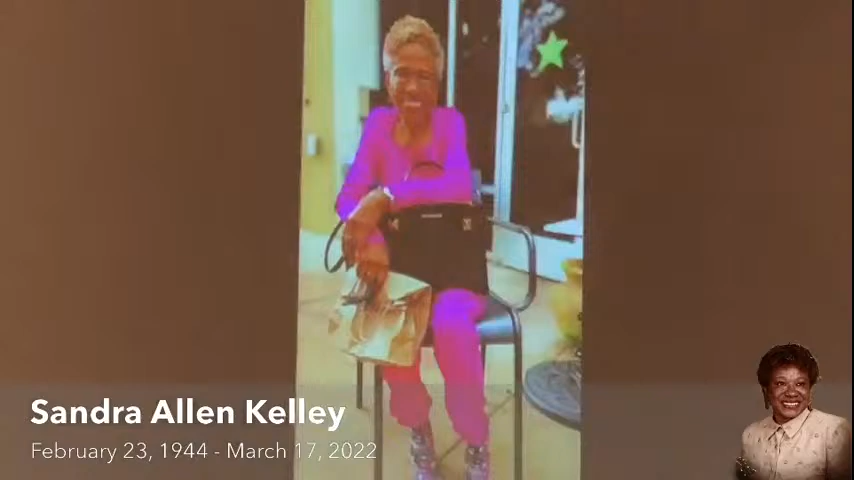 Sandra Allen Kelley
February 23, 1944 - March 17, 2022